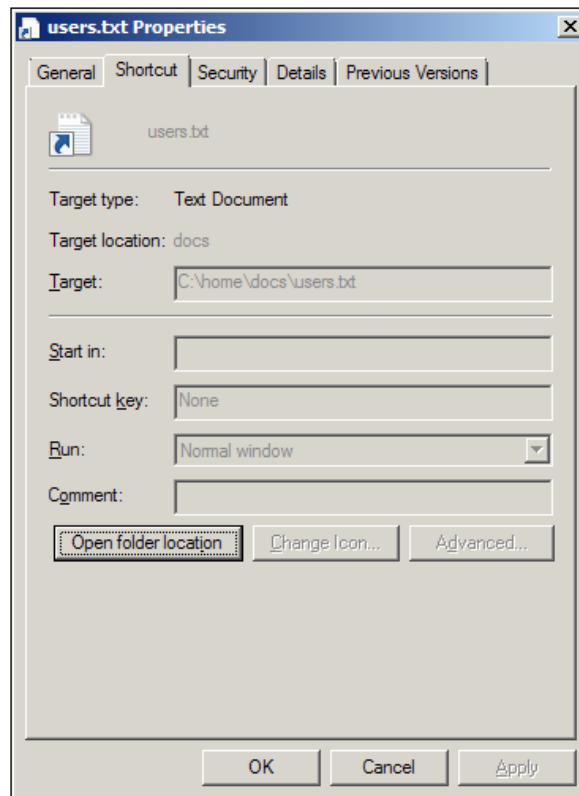 users.txt Properties
General Shortcut Security Details Previous Versions
users.txt
Target type: Text Document
Target location: docs
Target: C:\home\docs\users.txt
Start in:
Shortcut key: None
Run: Normal window
Comment:
Open folder location Change Icon... Advanced...
OK Cancel Apply